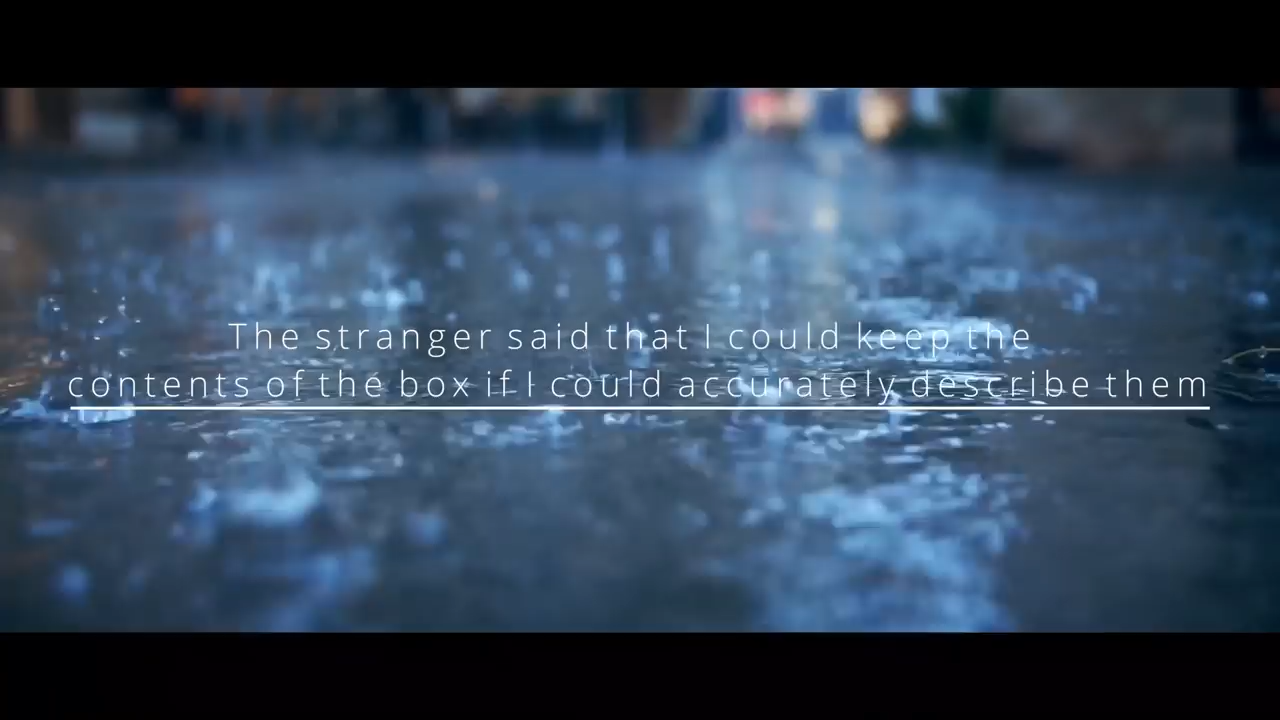 The stranger said that I could keep the
contents of the box if I could accurately describe them